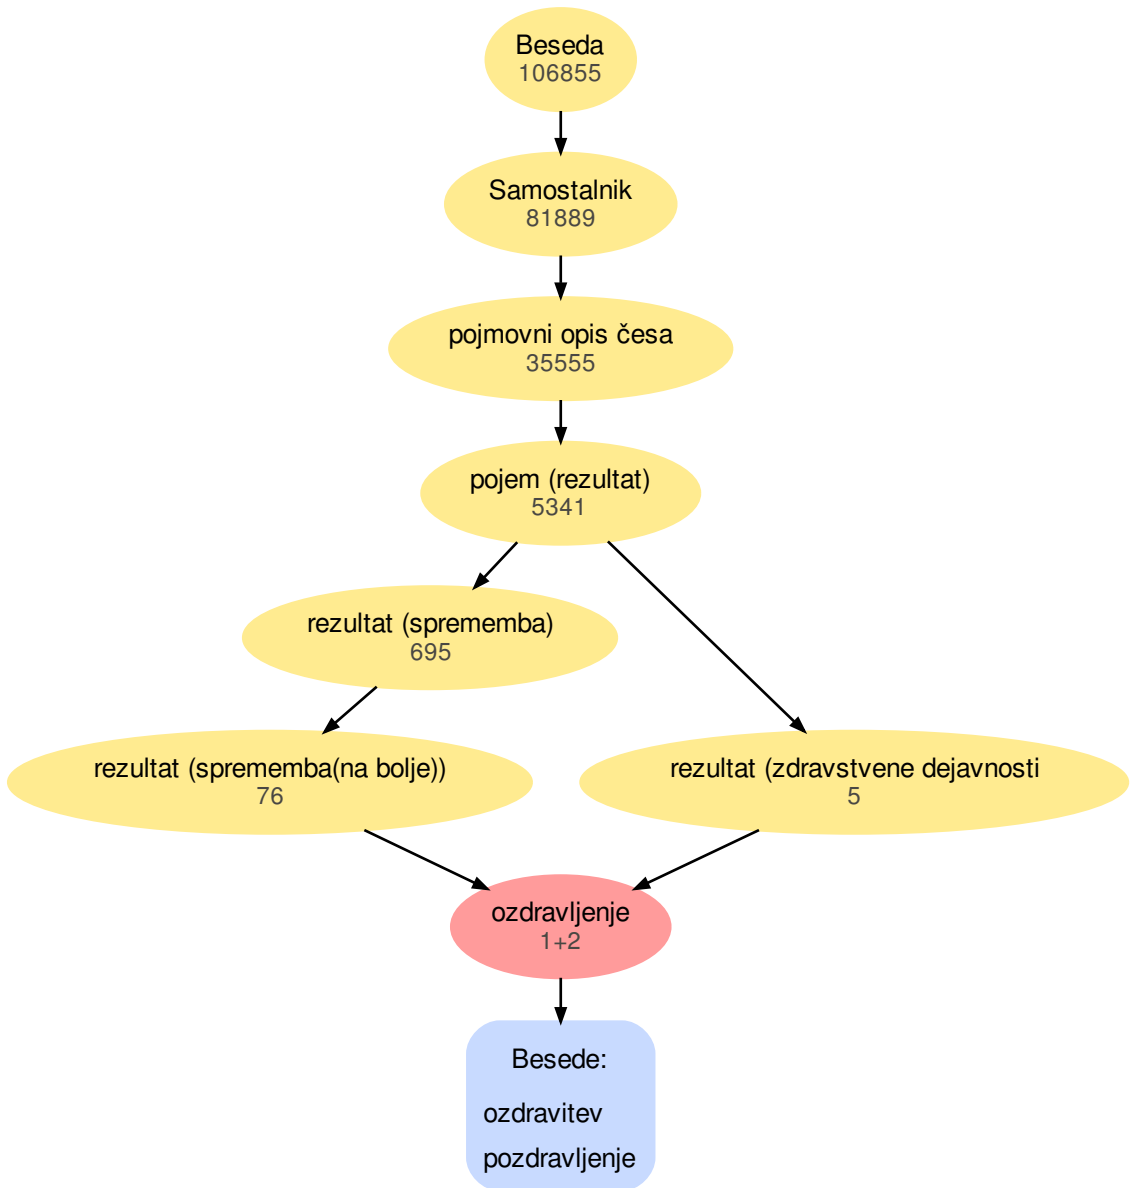 Beseda
106855
Samostalnik
81889
pojmovni opis česa
35555
pojem (rezultat)
5341
rezultat (sprememba)
695
rezultat (sprememba(na bolje))
76
rezultat (zdravstvene dejavnosti
5
ozdravljenje
1+2
Besede:
ozdravitev
pozdravljenje